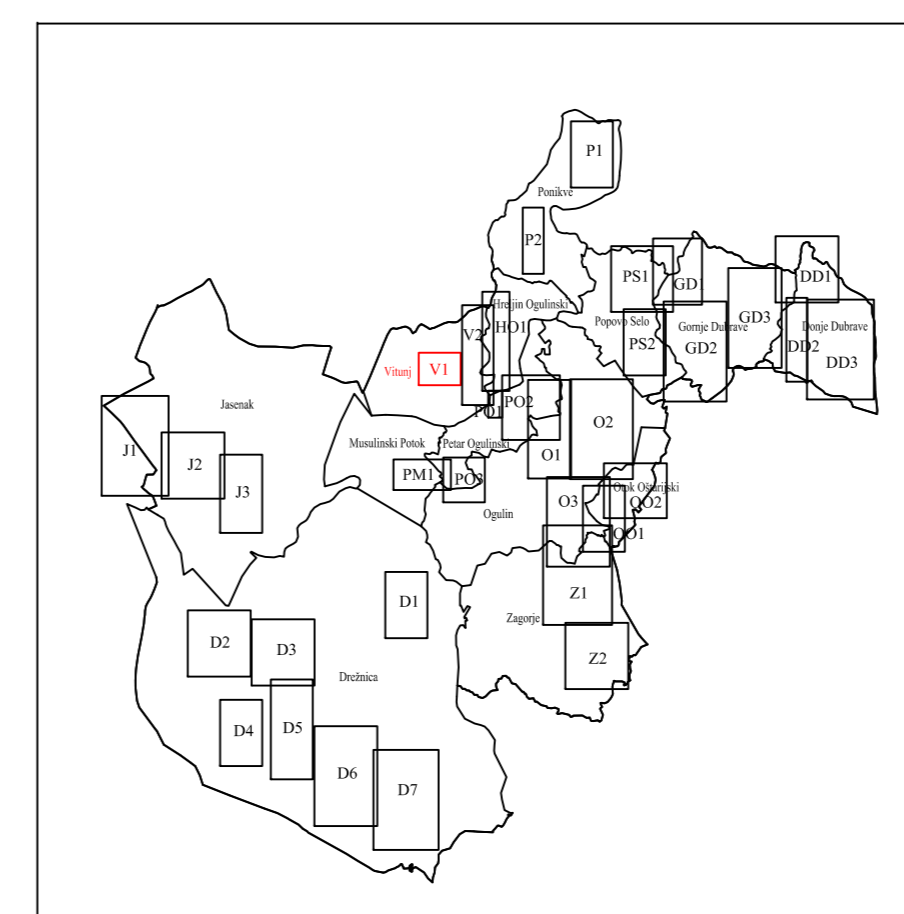 P1
Ponikve
P2
PS1
GD1
DD1
Hreljin Ogulinski
HO1
V2
Popovo Selo
PS2
Gornje Dubrave
GD2
GD3
Donje Dubrave
DD2
DD3
Vitunj
V1
Jasenak
J1
J2
J3
PO1
PO2
O2
O1
Musulinski Potok
Petar Ogulinski
PM1
PO3
Ogulin
O3
Otok Oštarijski
OO2
OO1
Z1
Zagorje
Z2
D1
D2
D3
Drežnica
D4
D5
D6
D7